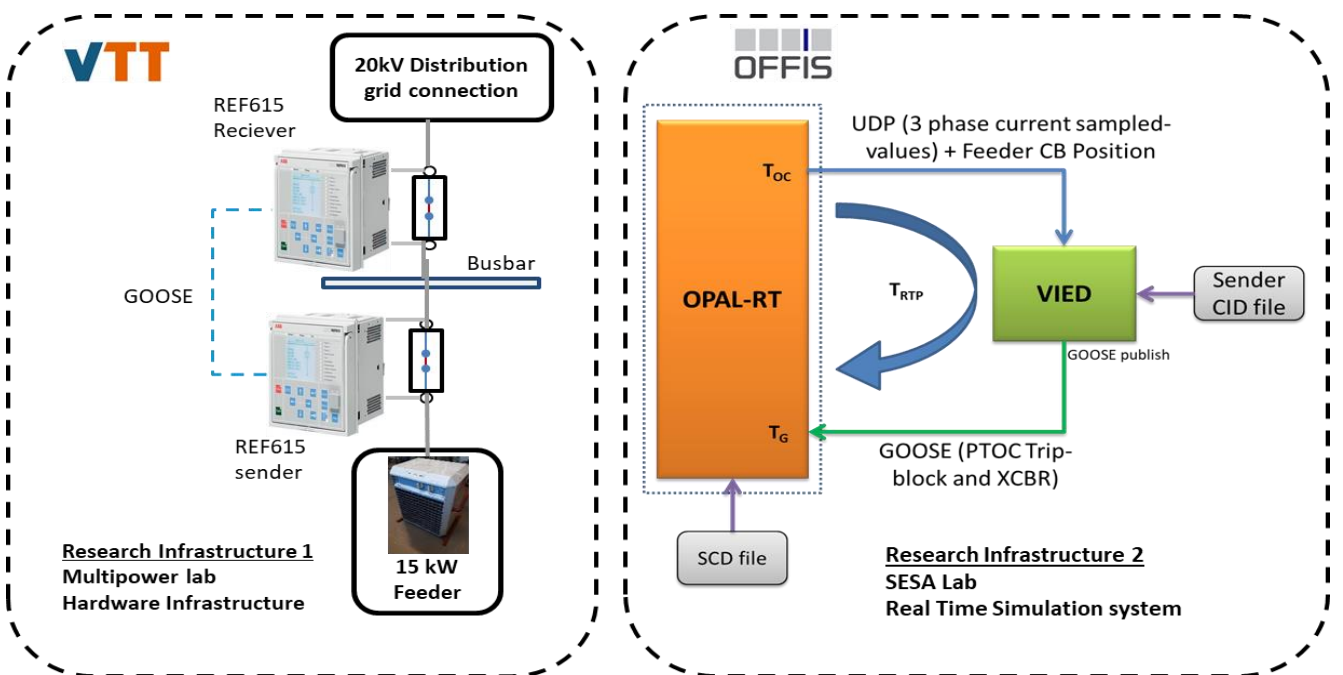 VTT
20kV Distribution
grid connection
REF615
Reciever
GOOSE
Busbar
REF615
sender
15 kW
Feeder
Research Infrastructure 1
Multipower lab
Hardware Infrastructure
OFFIS
UDP (3 phase current sampled-
values) + Feeder CB Position
TOC
OPAL-RT
TRTP
VIED
Sender
CID file
GOOSE publish
TG
GOOSE (PTOC Trip-
block and XCBR)
SCD file
Research Infrastructure 2
SESA Lab
Real Time Simulation system